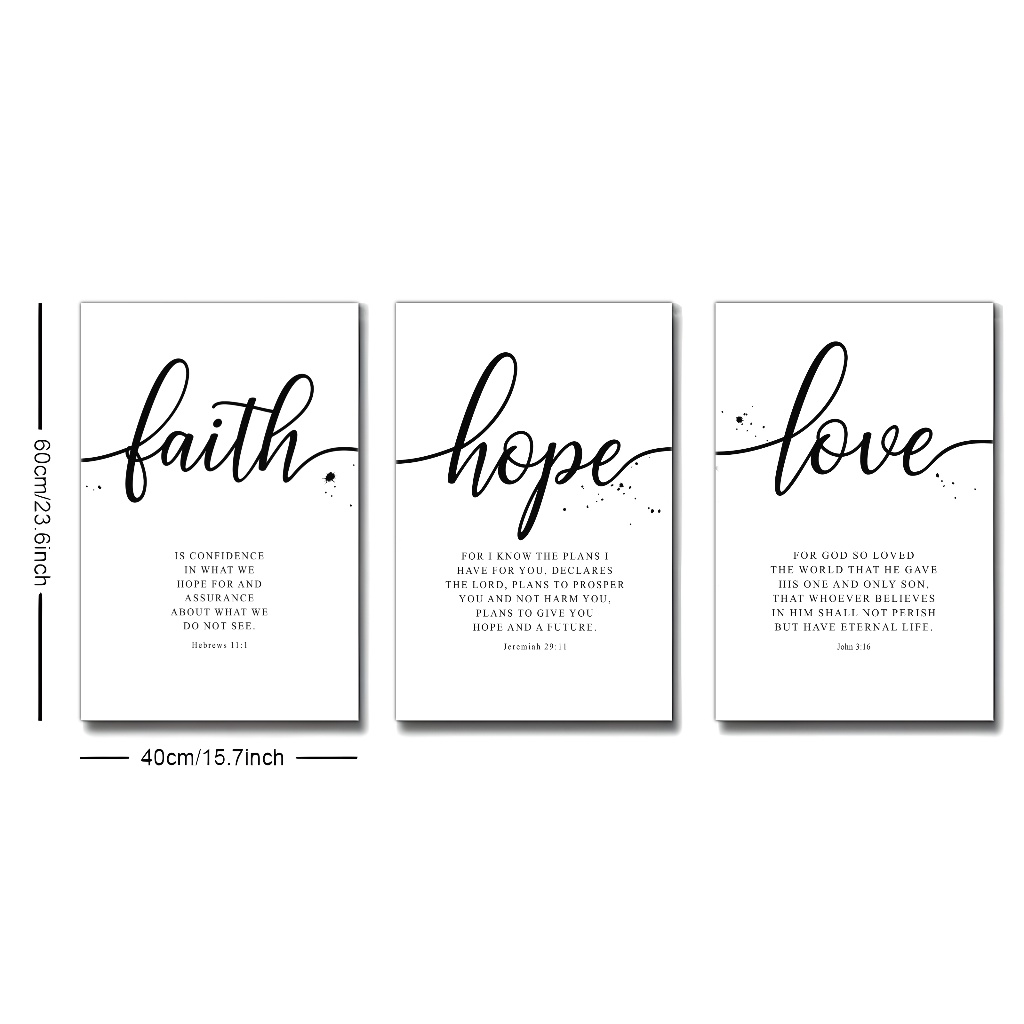 faith
IS CONFIDENCE
IN WHAT WE
HOPE FOR AND
ASSURANCE
ABOUT WHAT WE
DO NOT SEE.
Hebrews 11:1
hope
FOR I KNOW THE PLANS I
HAVE FOR YOU, DECLARES
THE LORD, PLANS TO PROSPER
YOU AND NOT HARM YOU,
PLANS TO GIVE YOU
HOPE AND A FUTURE.
Jeremiah 29:11
love
FOR GOD SO LOVED
THE WORLD THAT HE GAVE
HIS ONE AND ONLY SON,
THAT WHOEVER BELIEVES
IN HIM SHALL NOT PERISH
BUT HAVE ETERNAL LIFE.
John 3:16
60cm/23.6inch
40cm/15.7inch